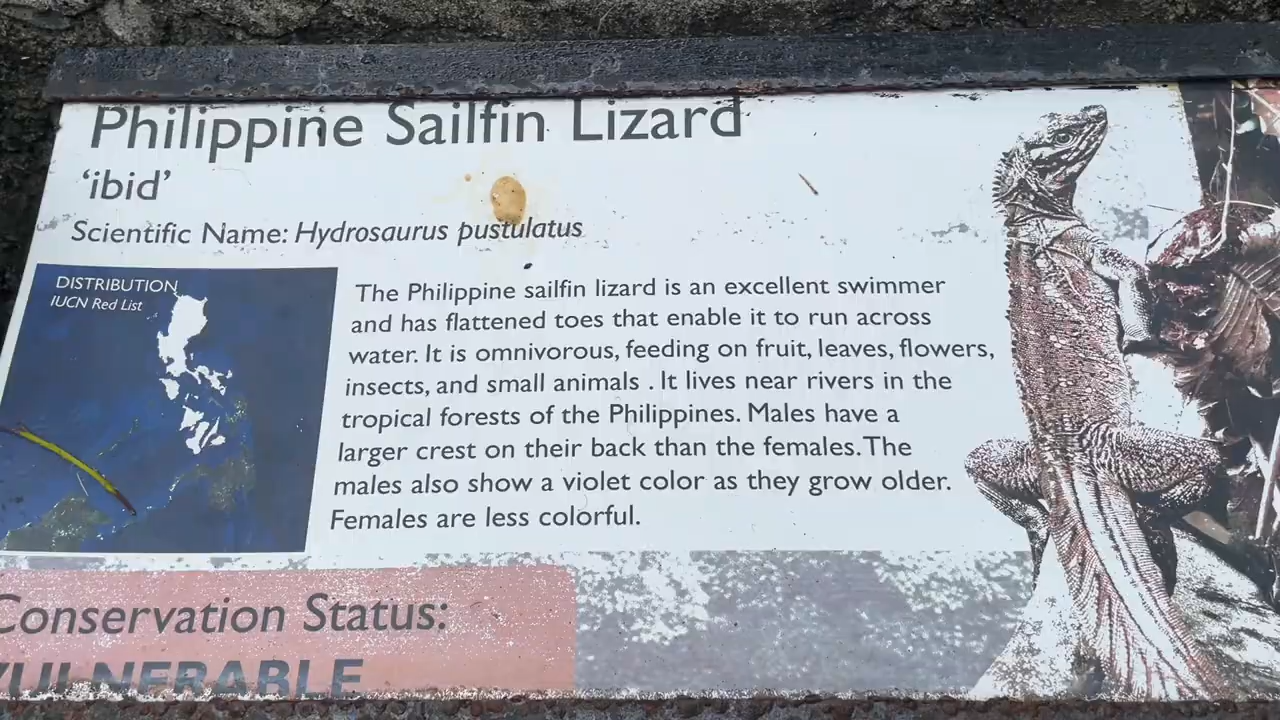 Philippine Sailfin Lizard
‘ibid’
Scientific Name: Hydrosaurus pustulatus
DISTRIBUTION
IUCN Red List
The Philippine sailfin lizard is an excellent swimmer
and has flattened toes that enable it to run across
water. It is omnivorous, feeding on fruit, leaves, flowers,
insects, and small animals . It lives near rivers in the
tropical forests of the Philippines. Males have a
larger crest on their back than the females. The
males also show a violet color as they grow older.
Females are less colorful.
Conservation Status:
VULNERABLE